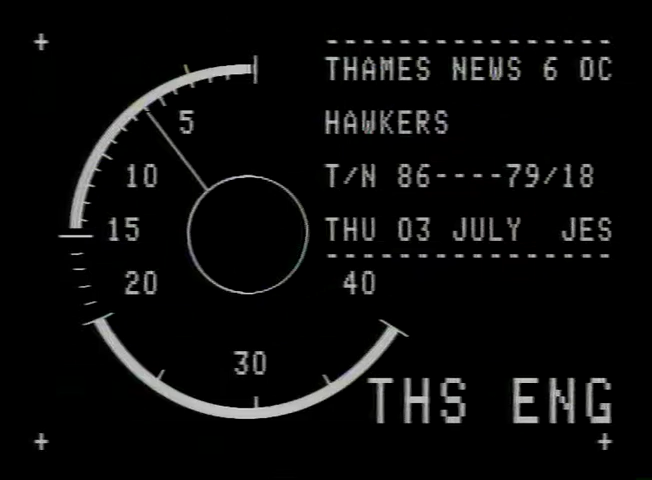 THAMES NEWS 6 OC
HAWKERS
T/N 86----79/18
THU 03 JULY  JES
5
10
15
20
30
40
THS ENG